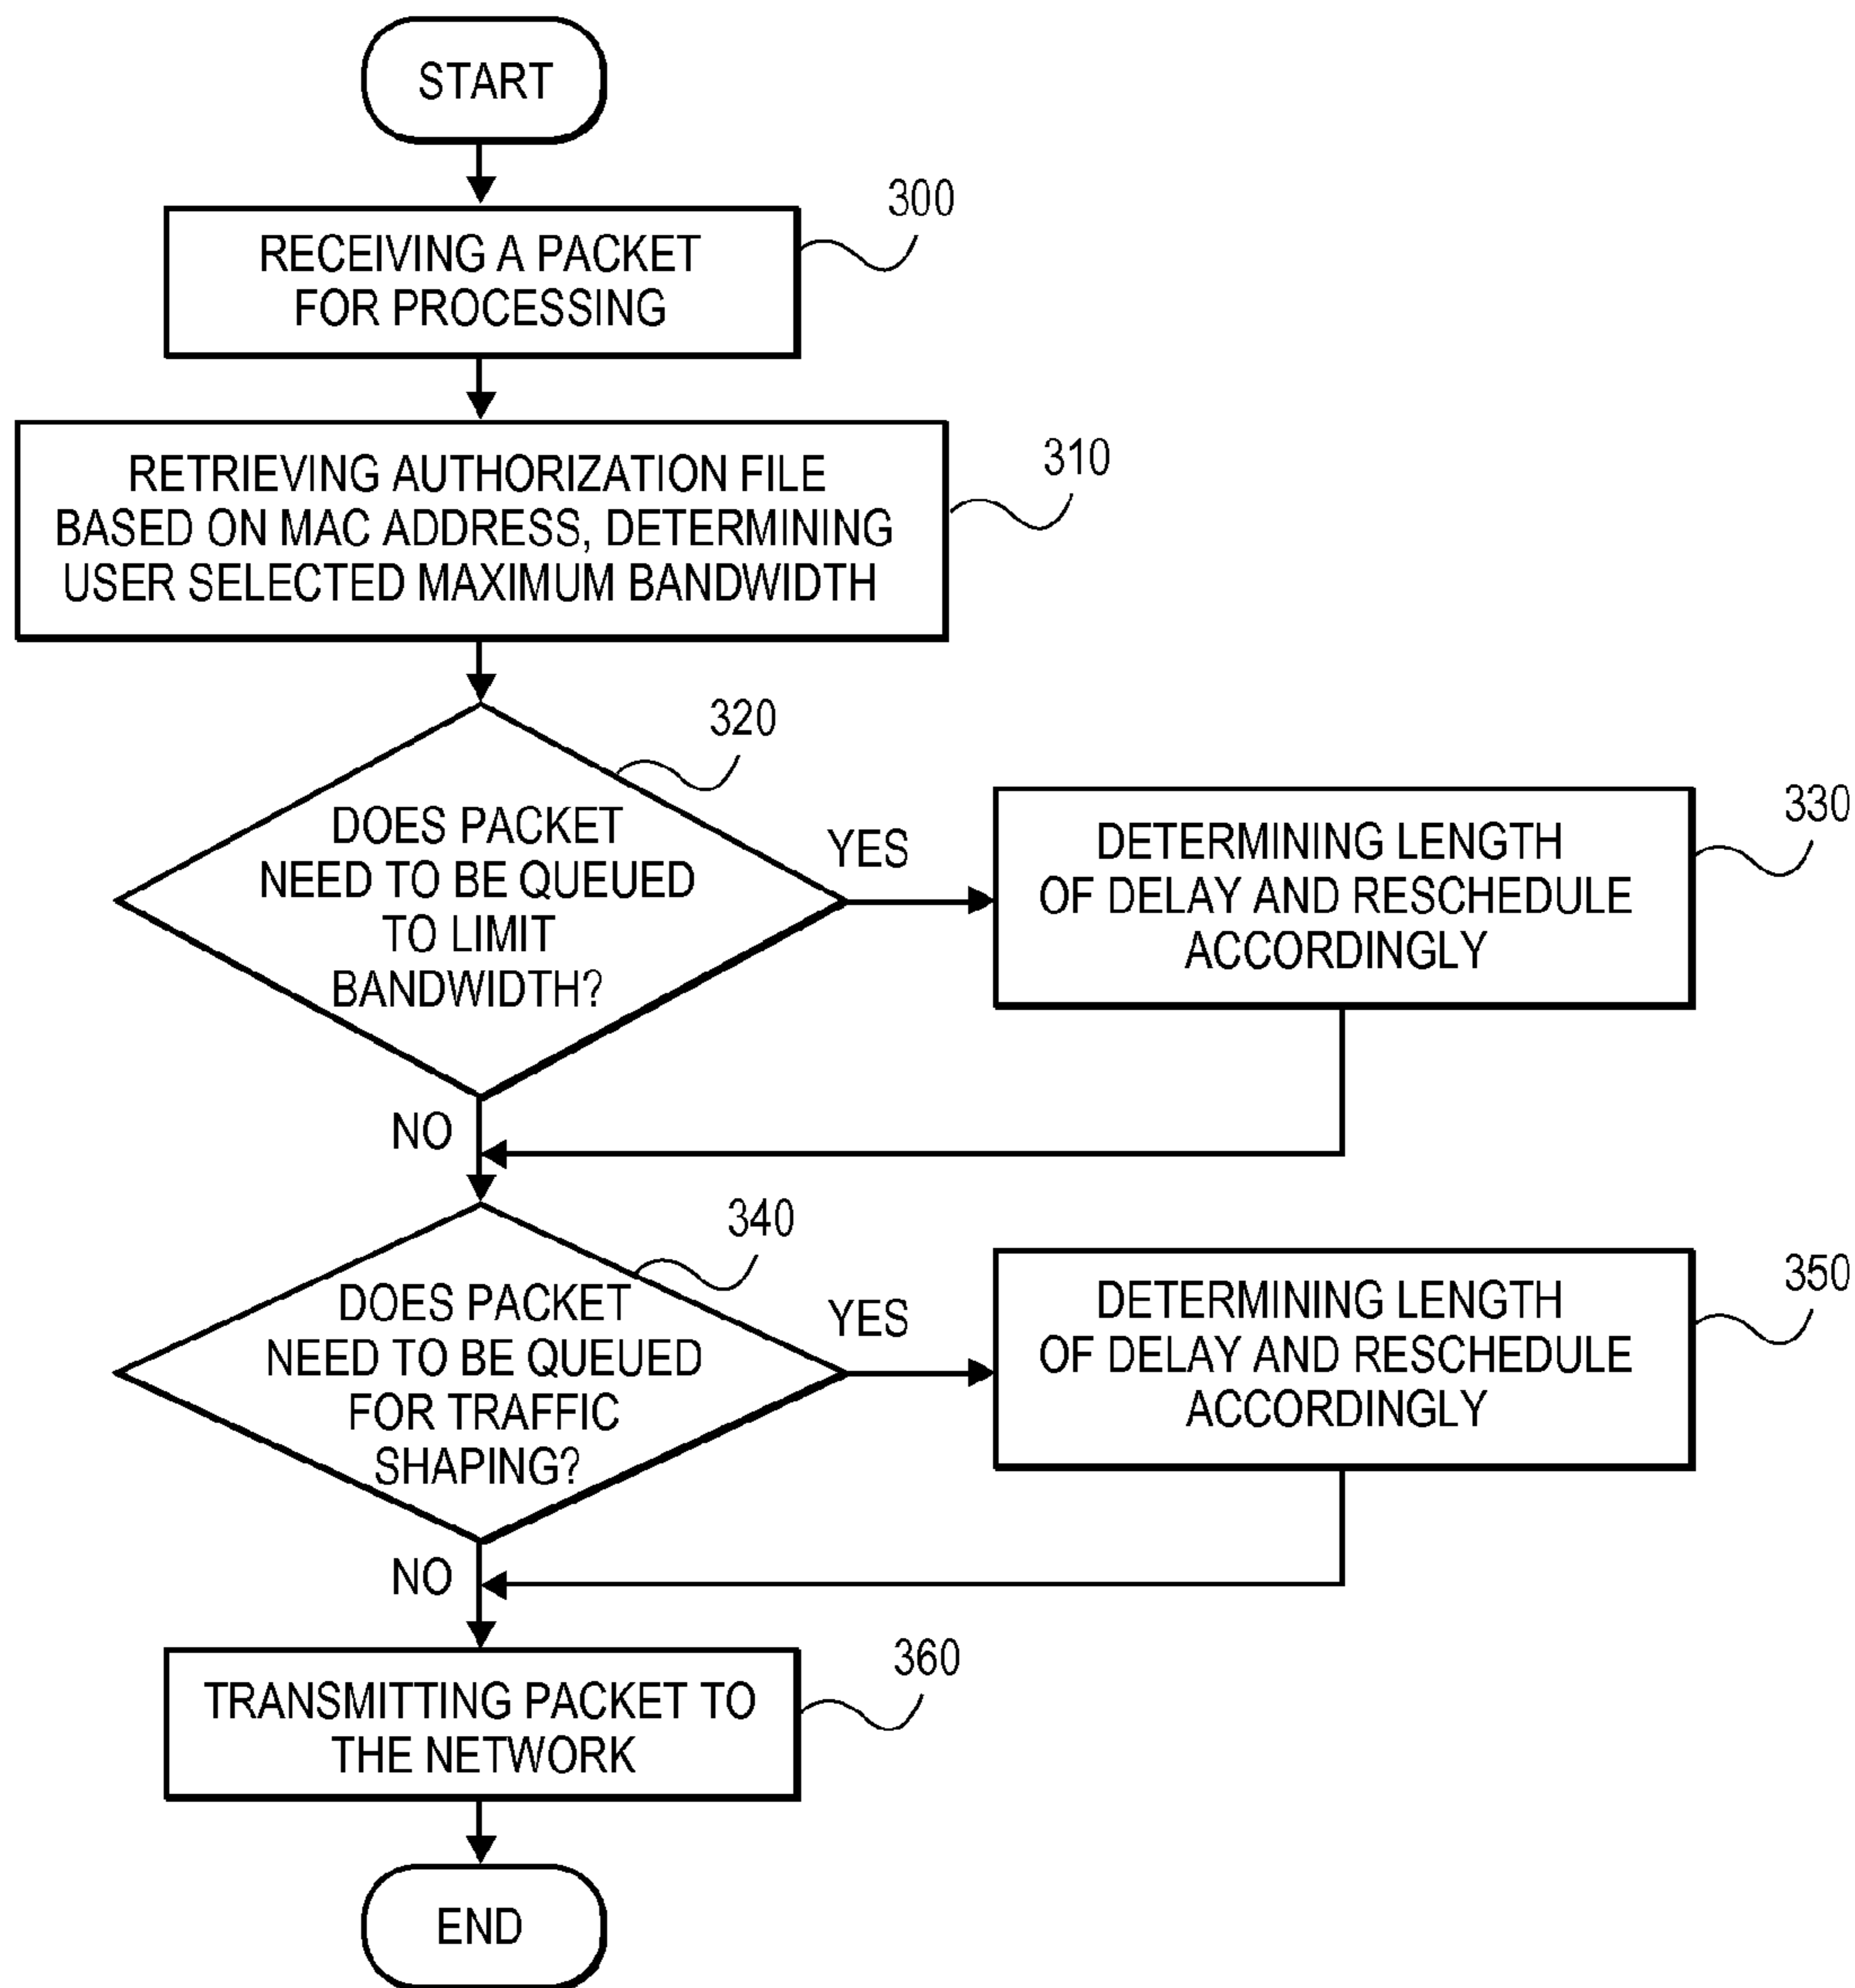 START
300
RECEIVING A PACKET
FOR PROCESSING
310
RETRIEVING AUTHORIZATION FILE
BASED ON MAC ADDRESS, DETERMINING
USER SELECTED MAXIMUM BANDWIDTH
320
DOES PACKET
NEED TO BE QUEUED
TO LIMIT
BANDWIDTH?
YES
330
DETERMINING LENGTH
OF DELAY AND RESCHEDULE
ACCORDINGLY
NO
340
DOES PACKET
NEED TO BE QUEUED
FOR TRAFFIC
SHAPING?
YES
350
DETERMINING LENGTH
OF DELAY AND RESCHEDULE
ACCORDINGLY
NO
360
TRANSMITTING PACKET TO
THE NETWORK
END